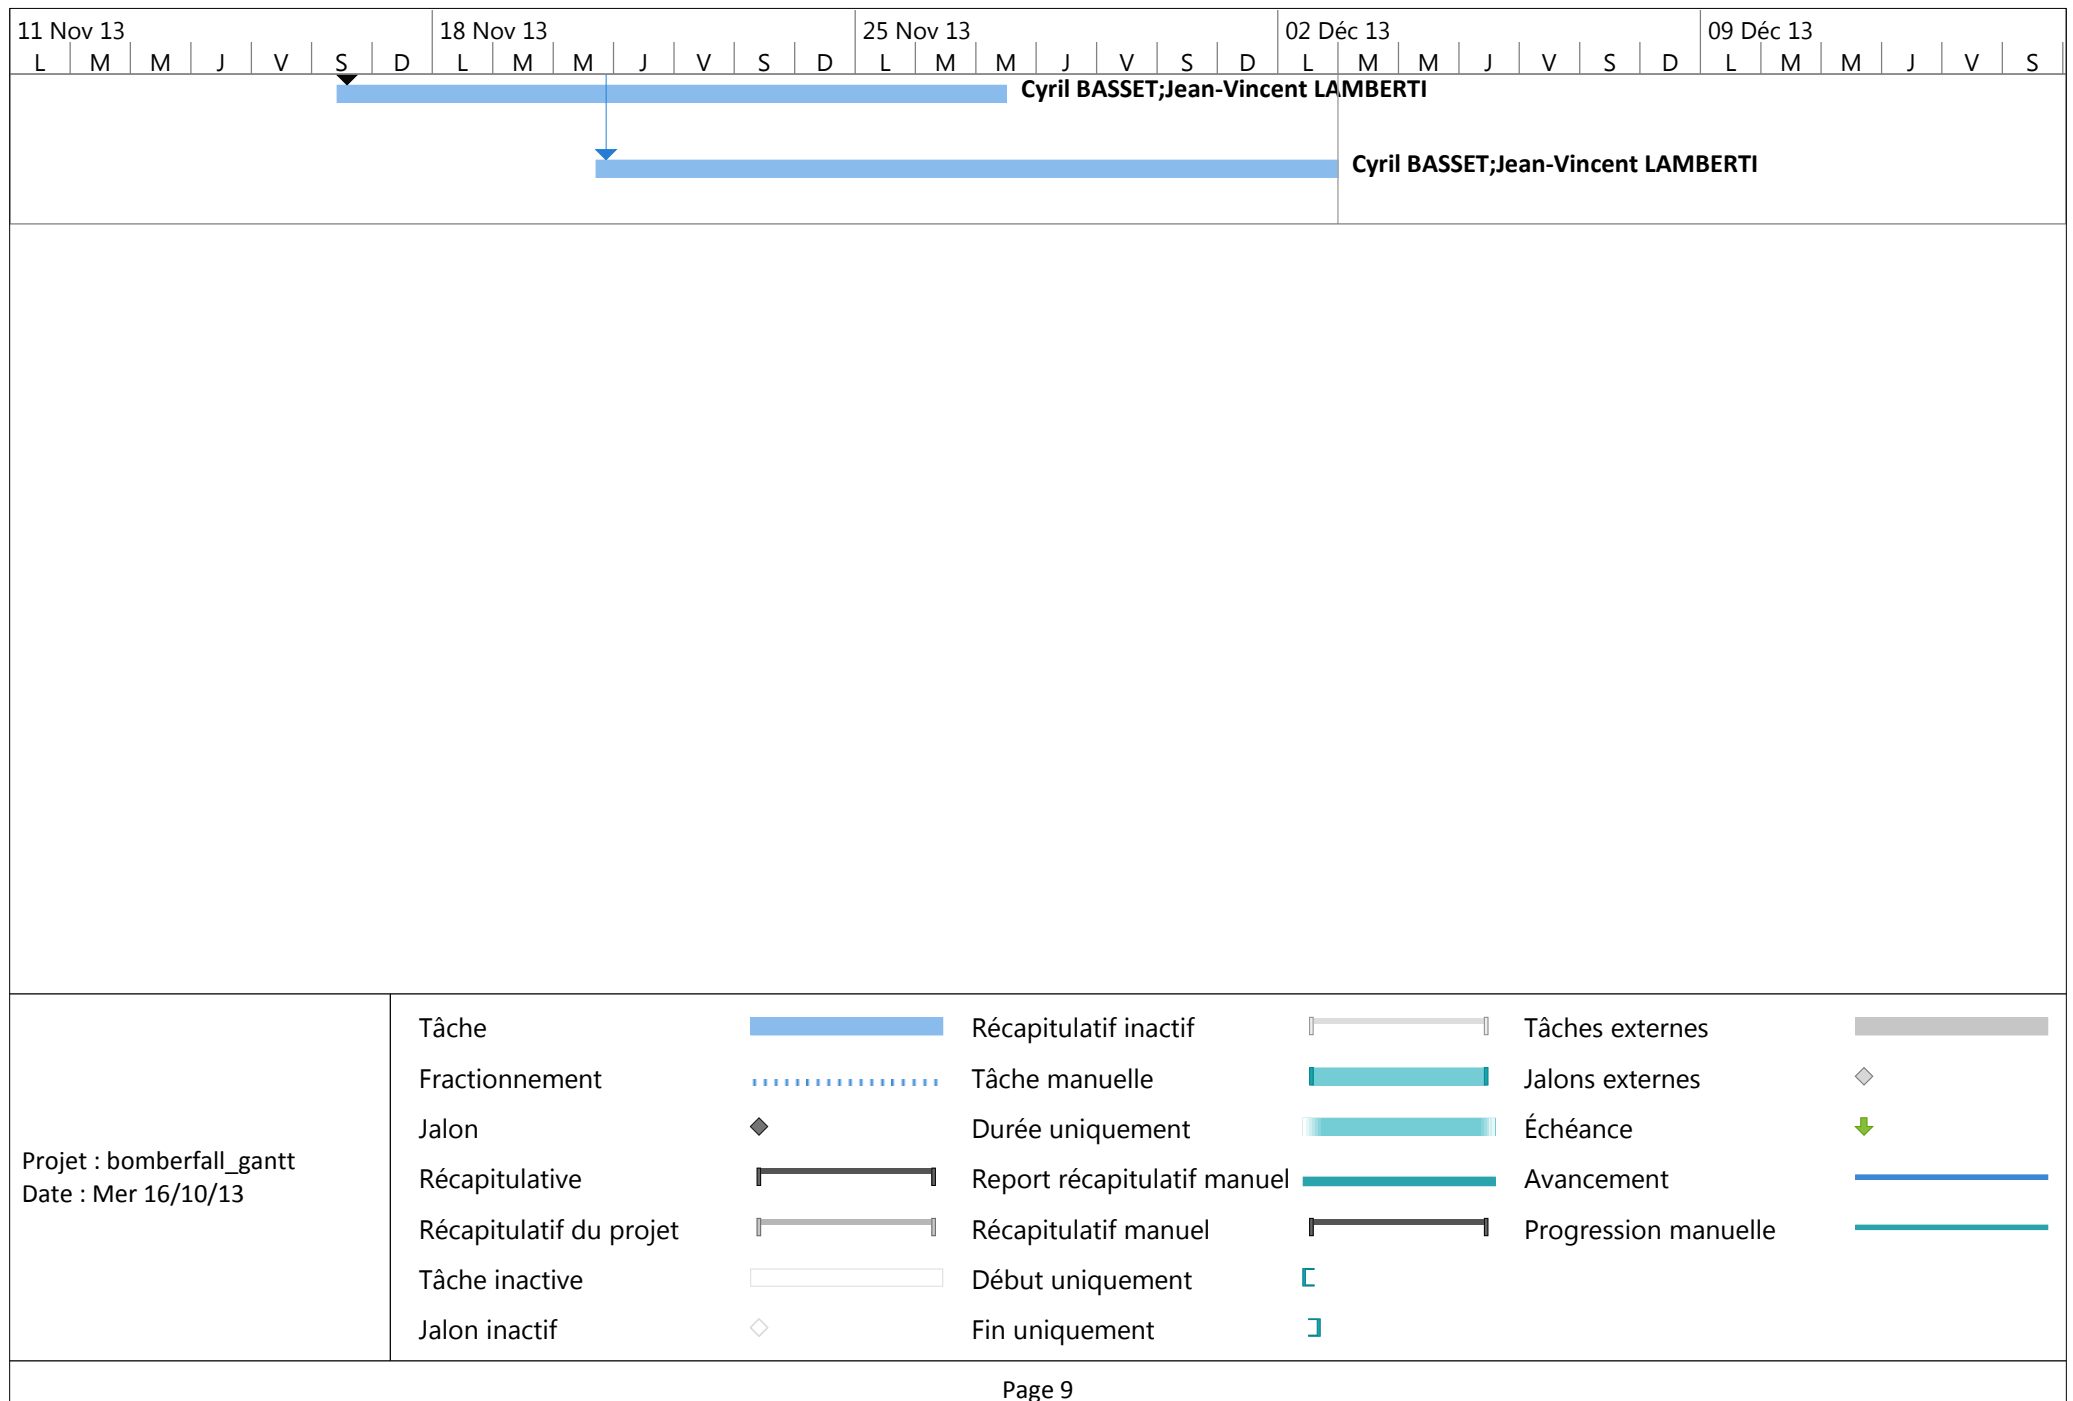 11 Nov 13 18 Nov 13 25 Nov 13 02 Déc 13 09 Déc 13
L M M J V S D L M M J V S D L M M J V S D L M M J V S D L M M J V S
Cyril BASSET;Jean-Vincent LAMBERTI
Cyril BASSET;Jean-Vincent LAMBERTI
Projet : bomberfall_gantt
Date : Mer 16/10/13
Tâche
Fractionnement
Jalon
Récapitulative
Récapitulatif du projet
Tâche inactive
Jalon inactif
Récapitulatif inactif
Tâche manuelle
Durée uniquement
Report récapitulatif manuel
Récapitulatif manuel
Début uniquement
Fin uniquement
Tâches externes
Jalons externes
Échéance
Avancement
Progression manuelle
Page 9